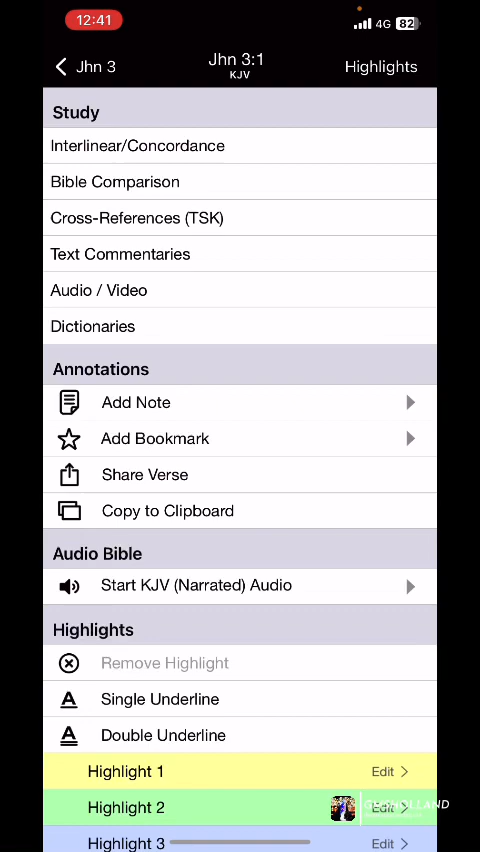 12:41
4G 82
Jhn 3
Jhn 3:1
KJV
Highlights
Study
Interlinear/Concordance
Bible Comparison
Cross-References (TSK)
Text Commentaries
Audio / Video
Dictionaries
Annotations
Add Note
Add Bookmark
Share Verse
Copy to Clipboard
Audio Bible
Start KJV (Narrated) Audio
Highlights
Remove Highlight
Single Underline
Double Underline
Highlight 1 Edit
Highlight 2 Edit
Highlight 3 Edit